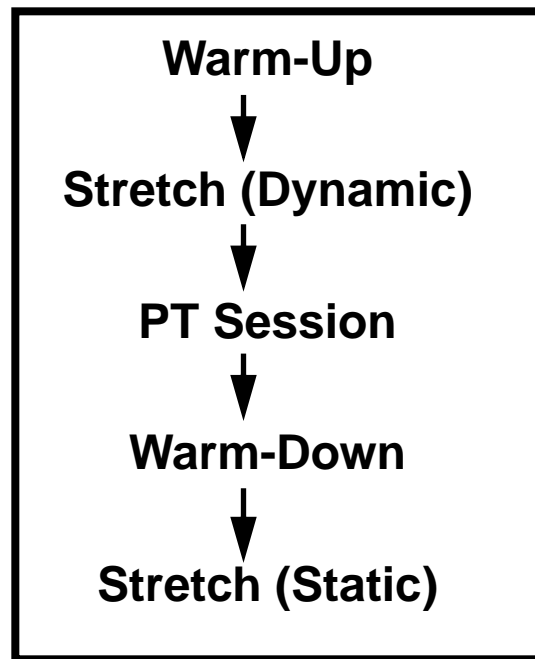 Warm-Up
Stretch (Dynamic)
PT Session
Warm-Down
Stretch (Static)